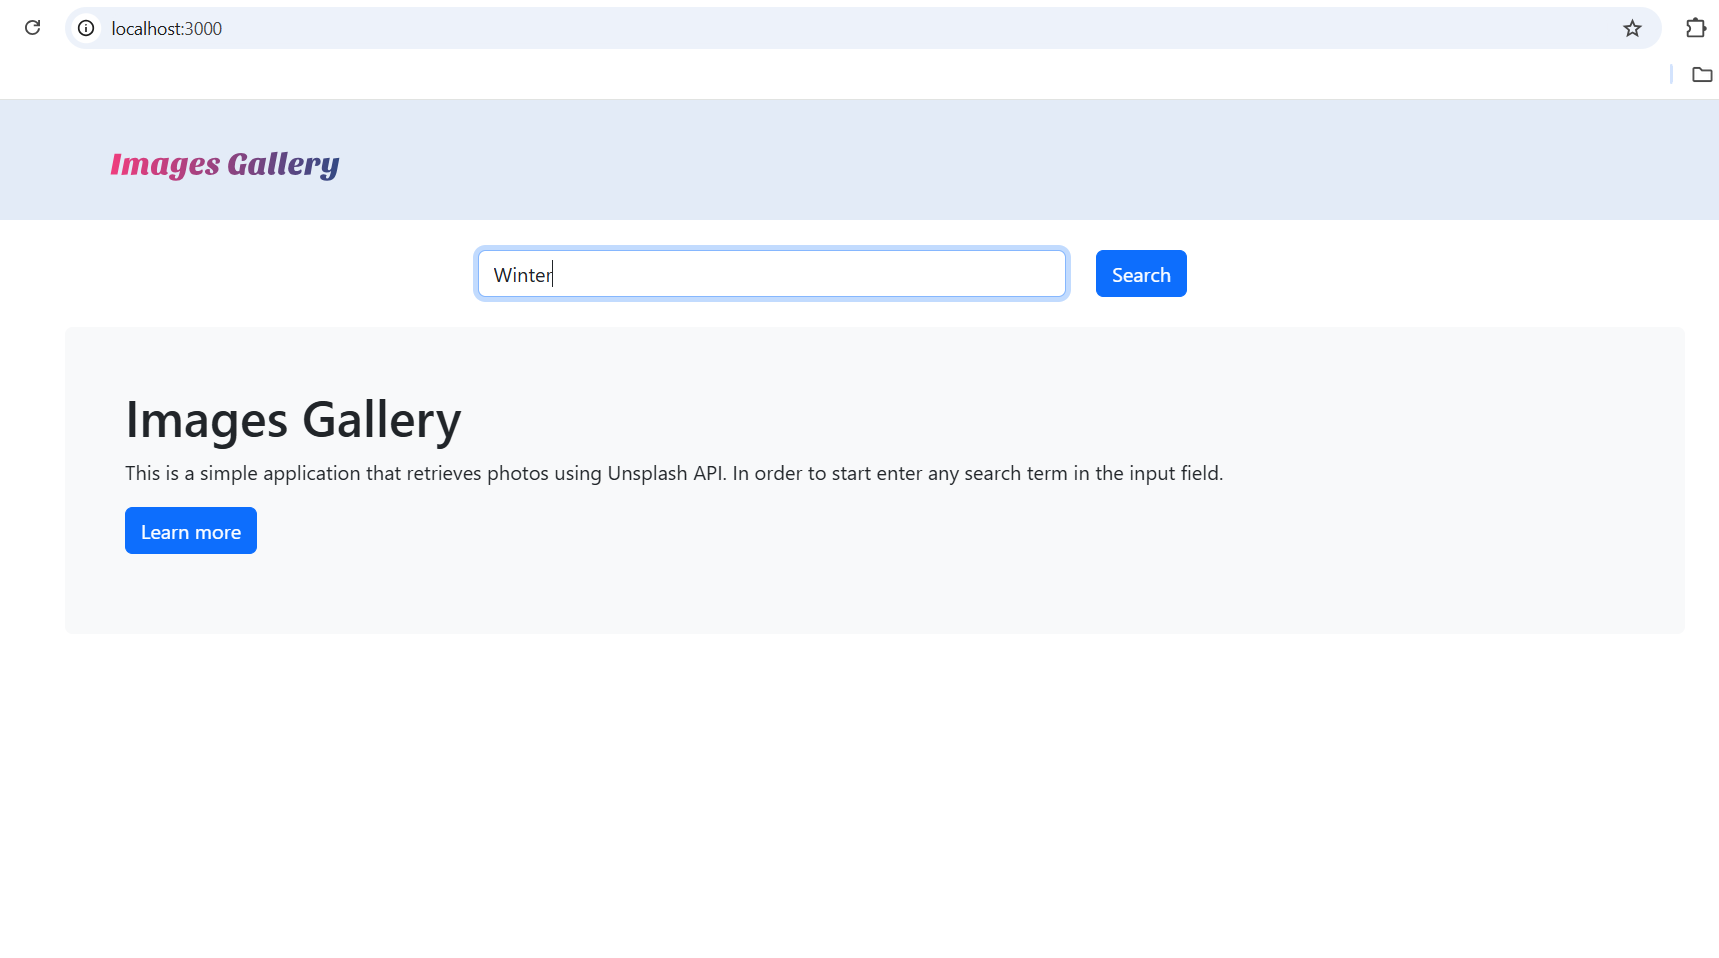 localhost:3000
Images Gallery
Winter
Search
Images Gallery
This is a simple application that retrieves photos using Unsplash API. In order to start enter any search term in the input field.
Learn more